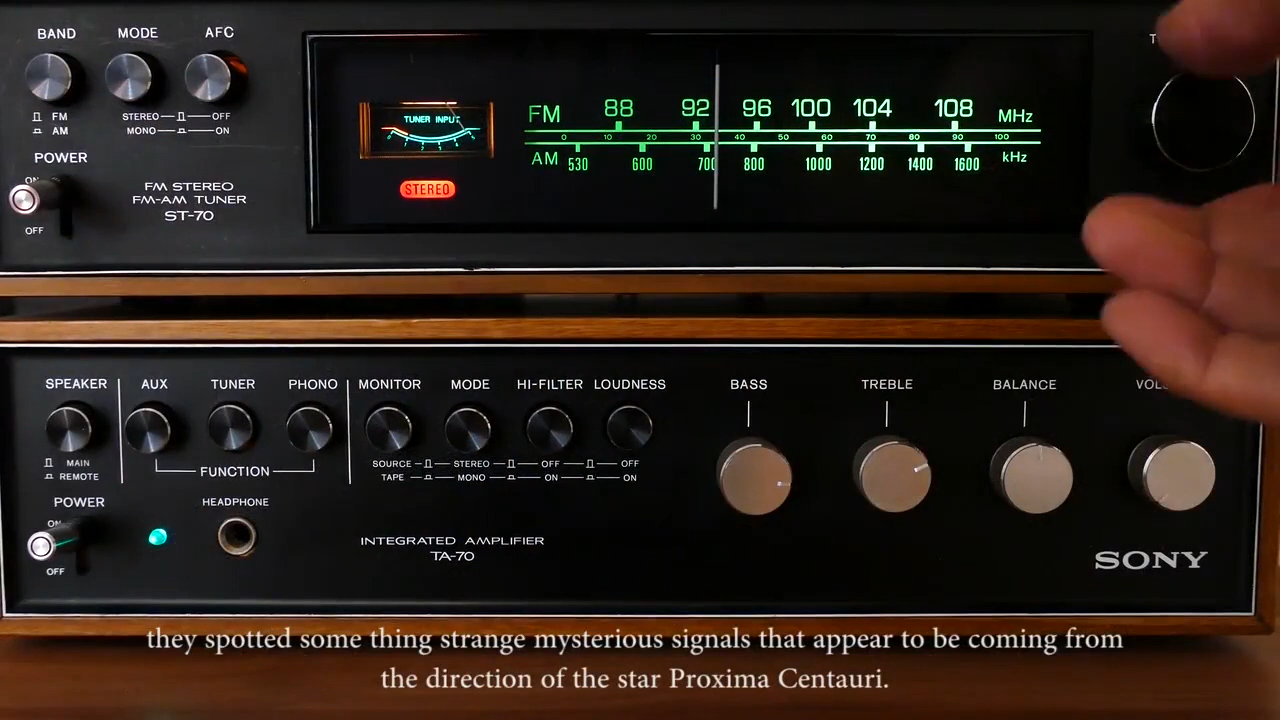 BAND MODE AFC
FM
AM
STEREO OFF
MONO ON
POWER
ON
OFF
FM STEREO
FM-AM TUNER
ST-70
TUNER INPUT
STEREO
FM 88 92 96 100 104 108 MHz
0 10 20 30 40 50 60 70 80 90 100
AM 530 600 700 800 1000 1200 1400 1600 kHz
SPEAKER AUX TUNER PHONO MONITOR MODE HI-FILTER LOUDNESS BASS TREBLE BALANCE
MAIN
REMOTE
FUNCTION
SOURCE STEREO OFF OFF
TAPE MONO ON ON
POWER
ON
OFF
HEADPHONE
INTEGRATED AMPLIFIER
TA-70
SONY
they spotted some thing strange mysterious signals that appear to be coming from
the direction of the star Proxima Centauri.